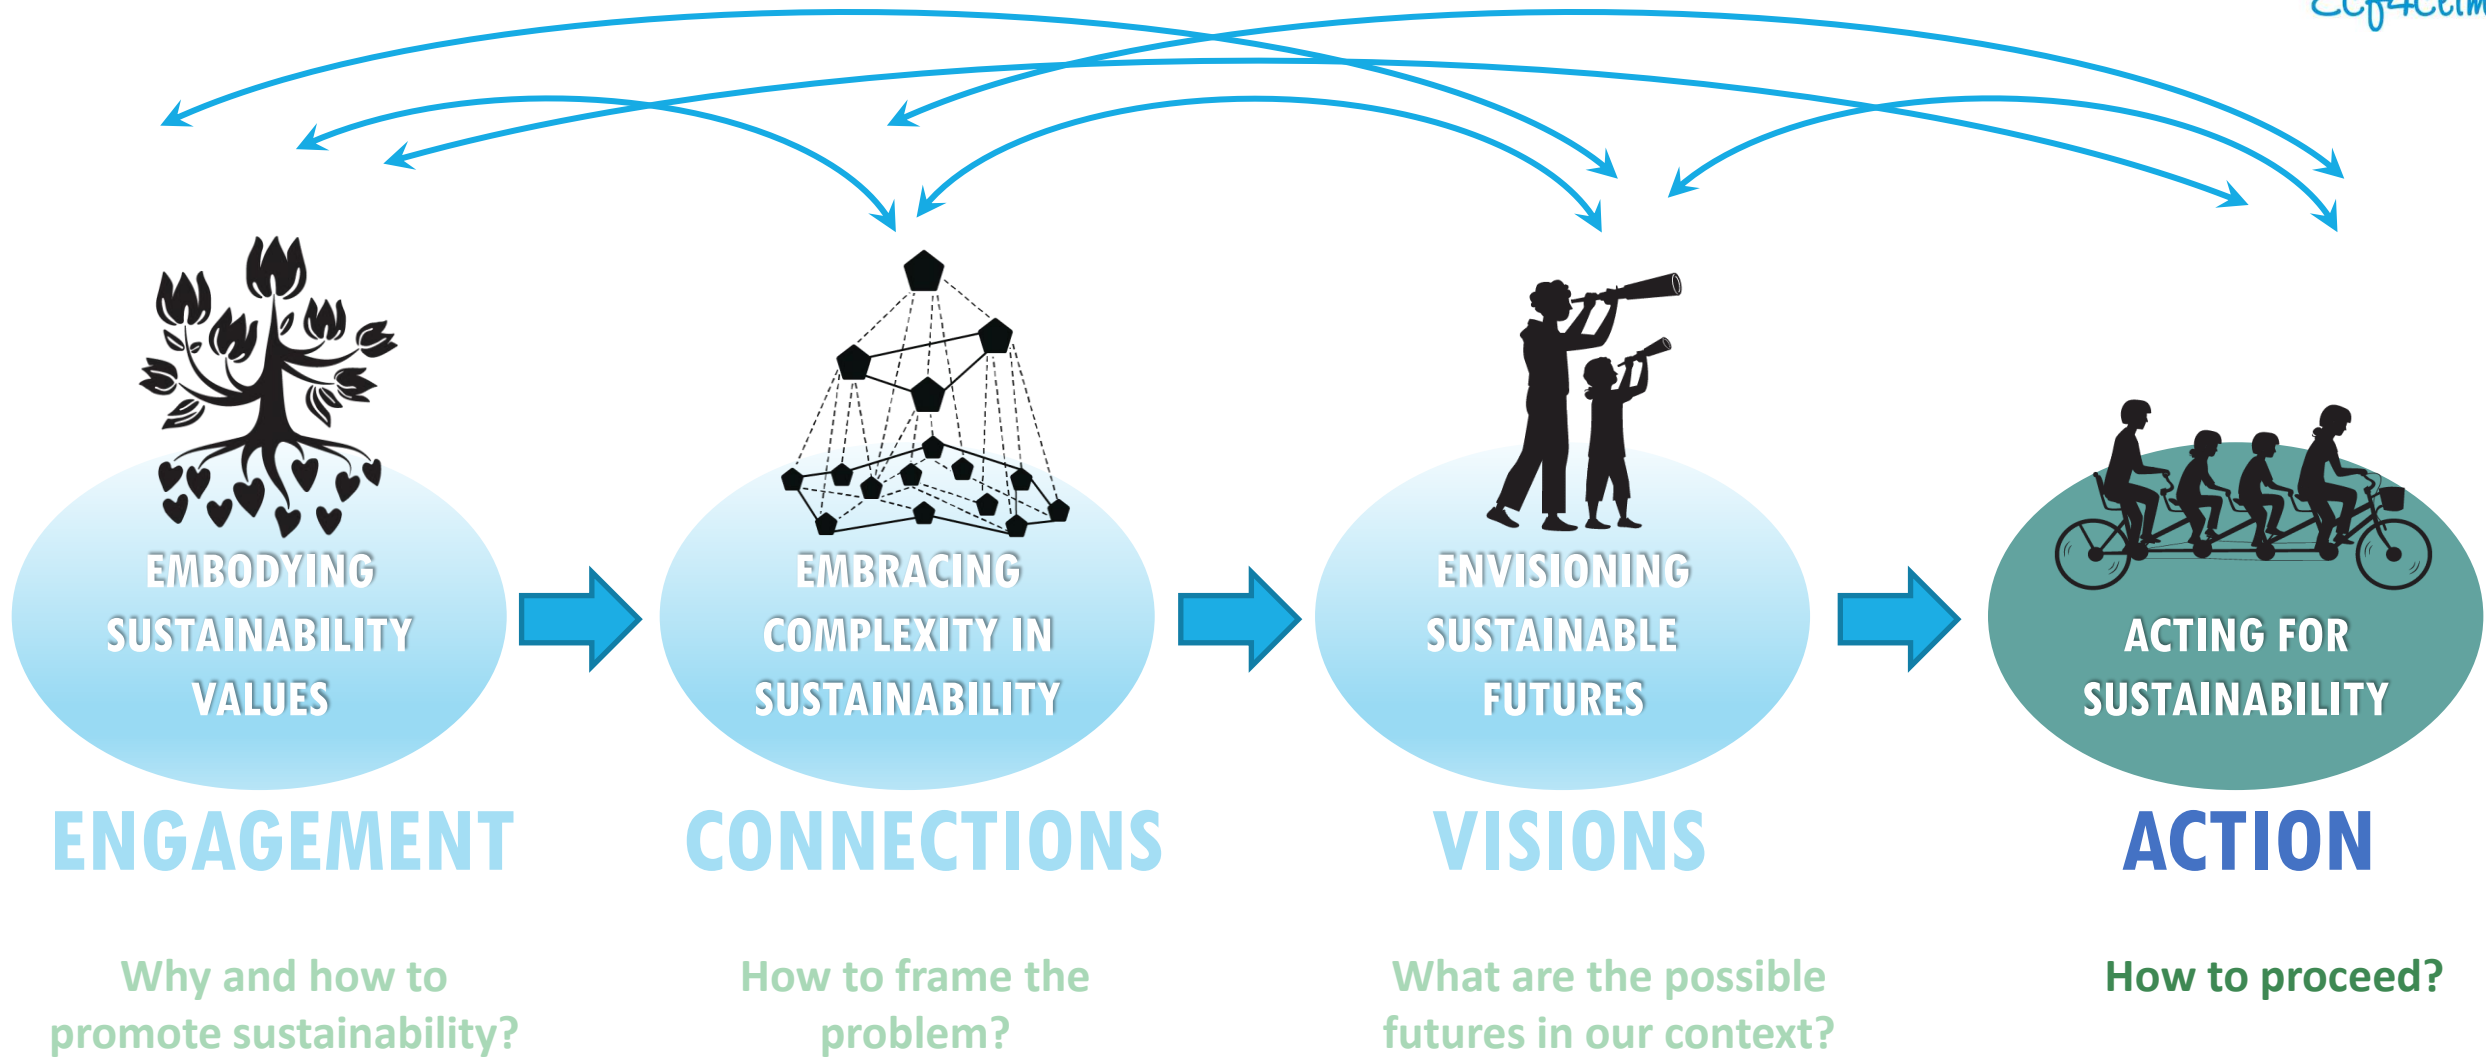 EMBODYING
SUSTAINABILITY
VALUES
EMBRACING
COMPLEXITY IN
SUSTAINABILITY
ENVISIONING
SUSTAINABLE
FUTURES
ACTING FOR
SUSTAINABILITY
ENGAGEMENT
CONNECTIONS
VISIONS
ACTION
Why and how to
promote sustainability?
How to frame the
problem?
What are the possible
futures in our context?
How to proceed?